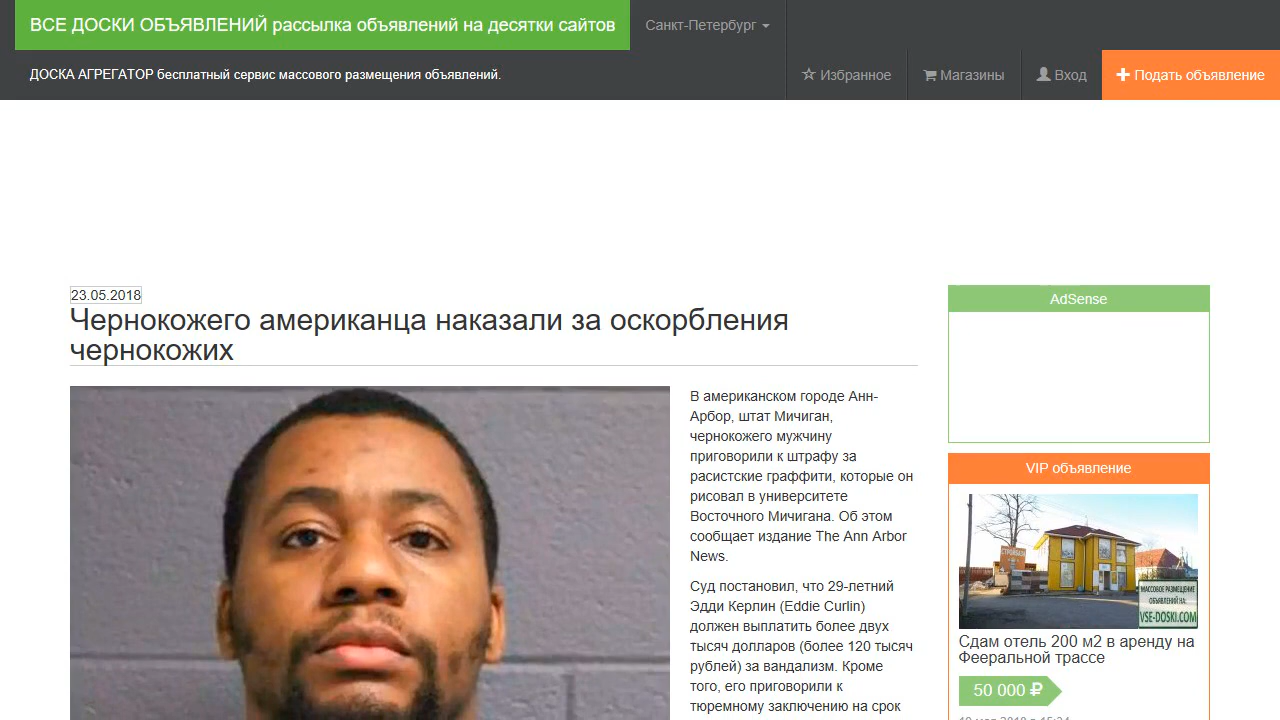 ВСЕ ДОСКИ ОБЪЯВЛЕНИЙ рассылка объявлений на десятки сайтов
Санкт-Петербург
ДОСКА АГРЕГАТОР бесплатный сервис массового размещения объявлений.
Избранное
Магазины
Вход
Подать объявление
23.05.2018
Чернокожего американца наказали за оскорбления
чернокожих
В американском городе Анн-
Арбор, штат Мичиган,
чернокожего мужчину
приговорили к штрафу за
расистские граффити, которые он
рисовал в университете
Восточного Мичигана. Об этом
сообщает издание The Ann Arbor
News.
Суд постановил, что 29-летний
Эдди Керлин (Eddie Curlin)
должен выплатить более двух
тысяч долларов (более 120 тысяч
рублей) за вандализм. Кроме
того, его приговорили к
тюремному заключению на срок
AdSense
VIP объявление
СТРОЙБАЗА
МАССОВОЕ РАЗМЕЩЕНИЕ
ОБЪЯВЛЕНИЙ НА:
VSE-DOSKI.COM
Сдам отель 200 м2 в аренду на
Фееральной трассе
50 000 ₽